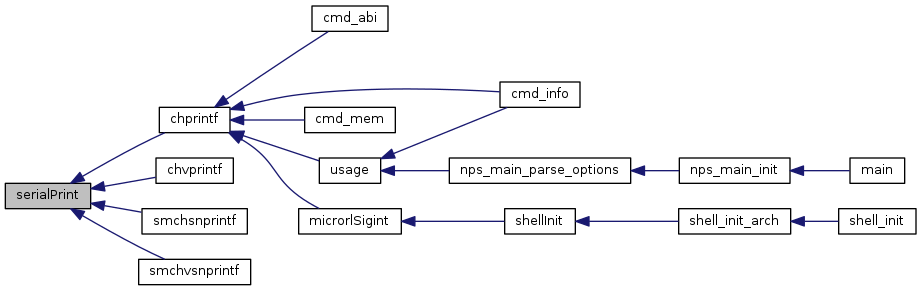 cmd_abi
cmd_info
chprintf
cmd_mem
usage
nps_main_parse_options
nps_main_init
main
chvprintf
serialPrint
smchsnprintf
microrlSigint
shellInit
shell_init_arch
shell_init
smchvsnprintf